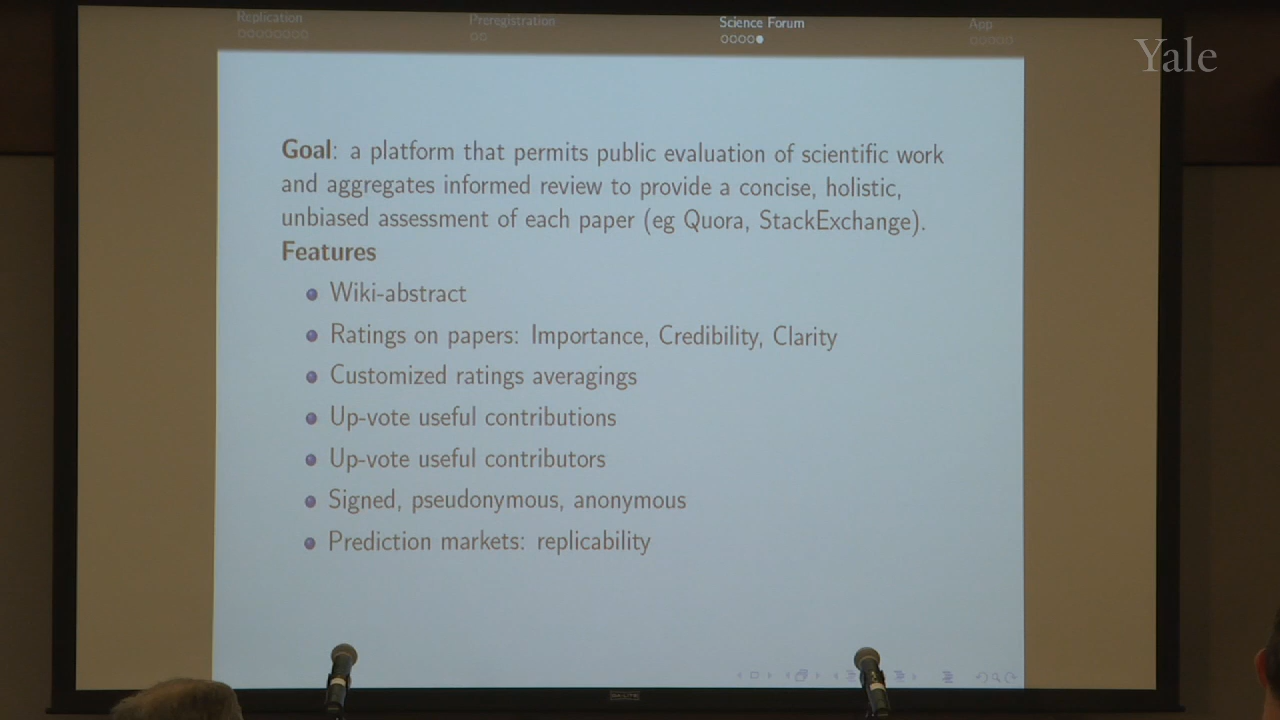 Replication Preregistration Science Forum App
Yale
Goal: a platform that permits public evaluation of scientific work
and aggregates informed review to provide a concise, holistic,
unbiased assessment of each paper (eg Quora, StackExchange).
Features
Wiki-abstract
Ratings on papers: Importance, Credibility, Clarity
Customized ratings averagings
Up-vote useful contributions
Up-vote useful contributors
Signed, pseudonymous, anonymous
Prediction markets: replicability
DA-LITE